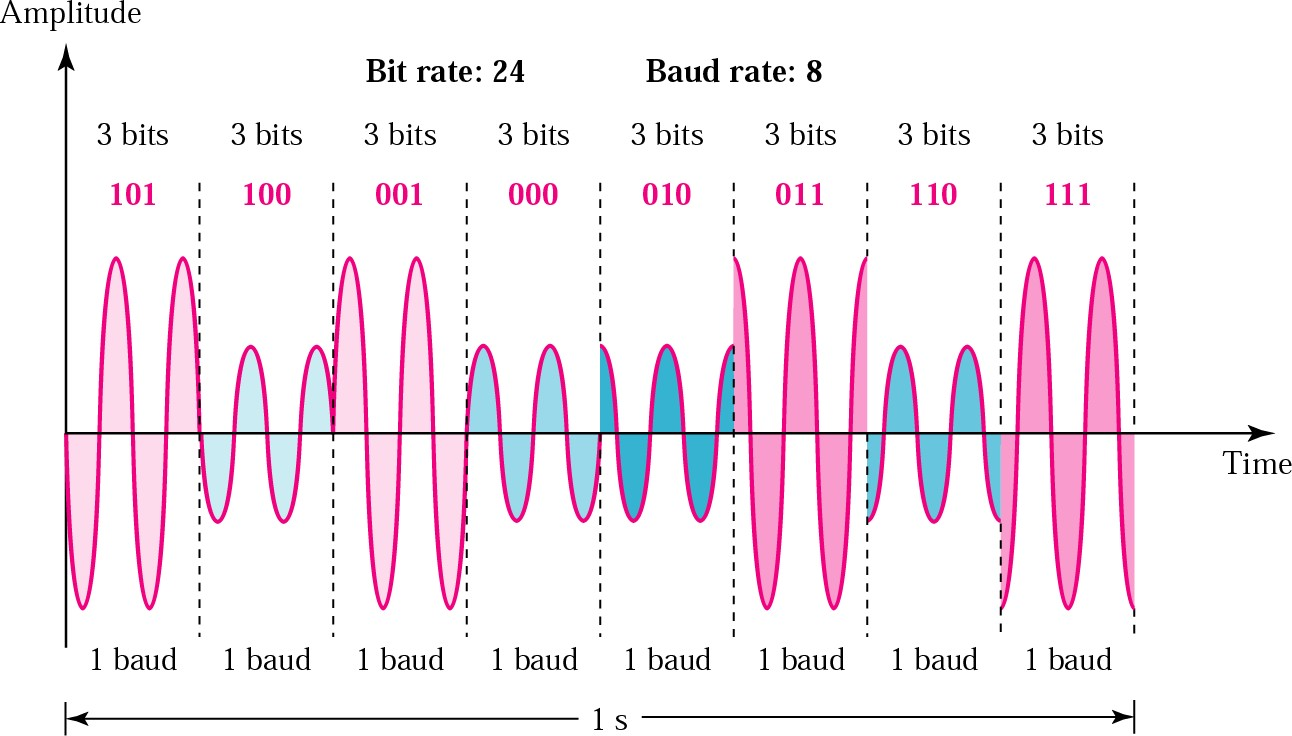 Amplitude
Bit rate: 24 Baud rate: 8
3 bits 3 bits 3 bits 3 bits 3 bits 3 bits 3 bits 3 bits
101 100 001 000 010 011 110 111
Time
1 baud 1 baud 1 baud 1 baud 1 baud 1 baud 1 baud 1 baud
1 s